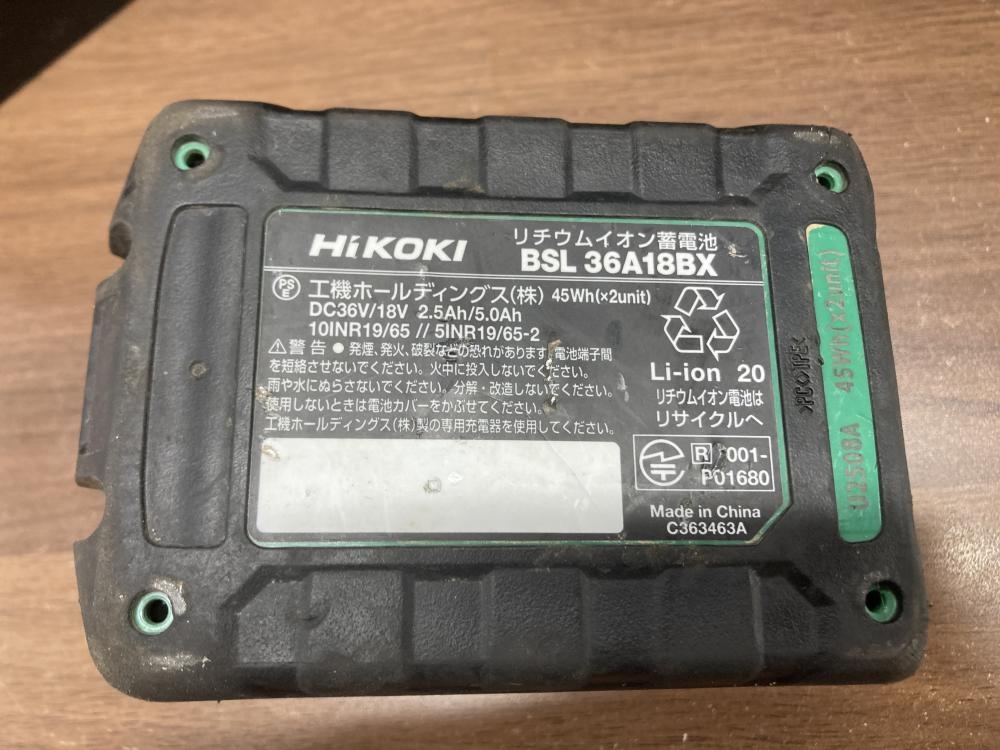 HiKOKI
リチウムイオン蓄電池
BSL 36A18BX
PS
E
工機ホールディングス(株) 45Wh(×2unit)
DC36V/18V 2.5Ah/5.0Ah
10INR19/65 // 5INR19/65-2
⚠警告 ●発煙、発火、破裂などの恐れがあります。電池端子間
を短絡させないでください。火中に投入しないでください。
雨や水にぬらさないでください。分解・改造しないでください。
使用しないときは電池カバーをかぶせてください。
工機ホールディングス(株)製の専用充電器を使用してください。
Li-ion 20
リチウムイオン電池は
リサイクルへ
R 001-
P01680
Made in China
C363463A
U2508A 45Wh(×2unit)